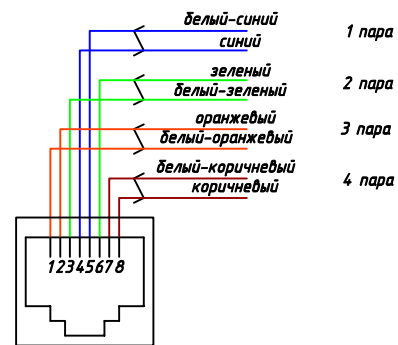 белый-синий
1 пара
синий
зеленый
2 пара
белый-зеленый
оранжевый
3 пара
белый-оранжевый
белый-коричневый
4 пара
коричневый
12345678